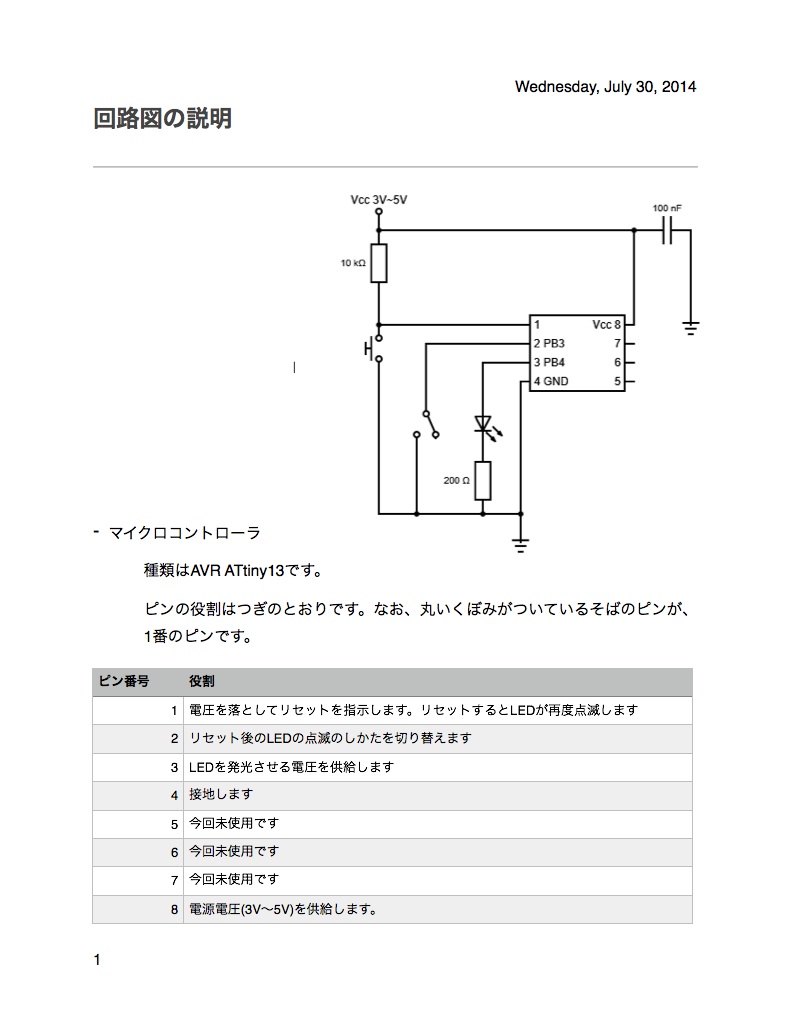 Wednesday, July 30, 2014
回路図の説明
Vcc 3V~5V
100 nF
10 kΩ
1
Vcc 8
2 PB3
7
3 PB4
6
4 GND
5
200 Ω
- マイクロコントローラ
種類はAVR ATtiny13です。
ピンの役割はつぎのとおりです。なお、丸いくぼみがついているそばのピンが、
1番のピンです。
ピン番号 役割
1 電圧を落としてリセットを指示します。リセットするとLEDが再度点滅します
2 リセット後のLEDの点滅のしかたを切り替えます
3 LEDを発光させる電圧を供給します
4 接地します
5 今回未使用です
6 今回未使用です
7 今回未使用です
8 電源電圧(3V〜5V)を供給します。
1